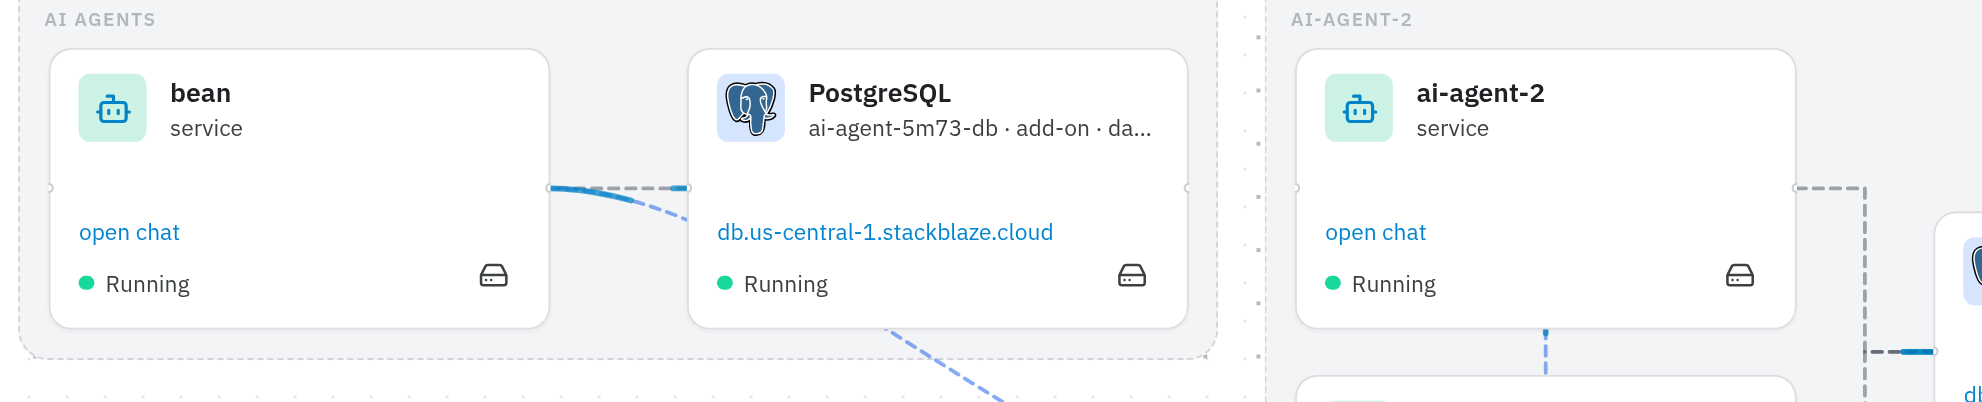 AI AGENTS
bean
service
open chat
Running
PostgreSQL
ai-agent-5m73-db · add-on · da...
db.us-central-1.stackblaze.cloud
Running
AI-AGENT-2
ai-agent-2
service
open chat
Running